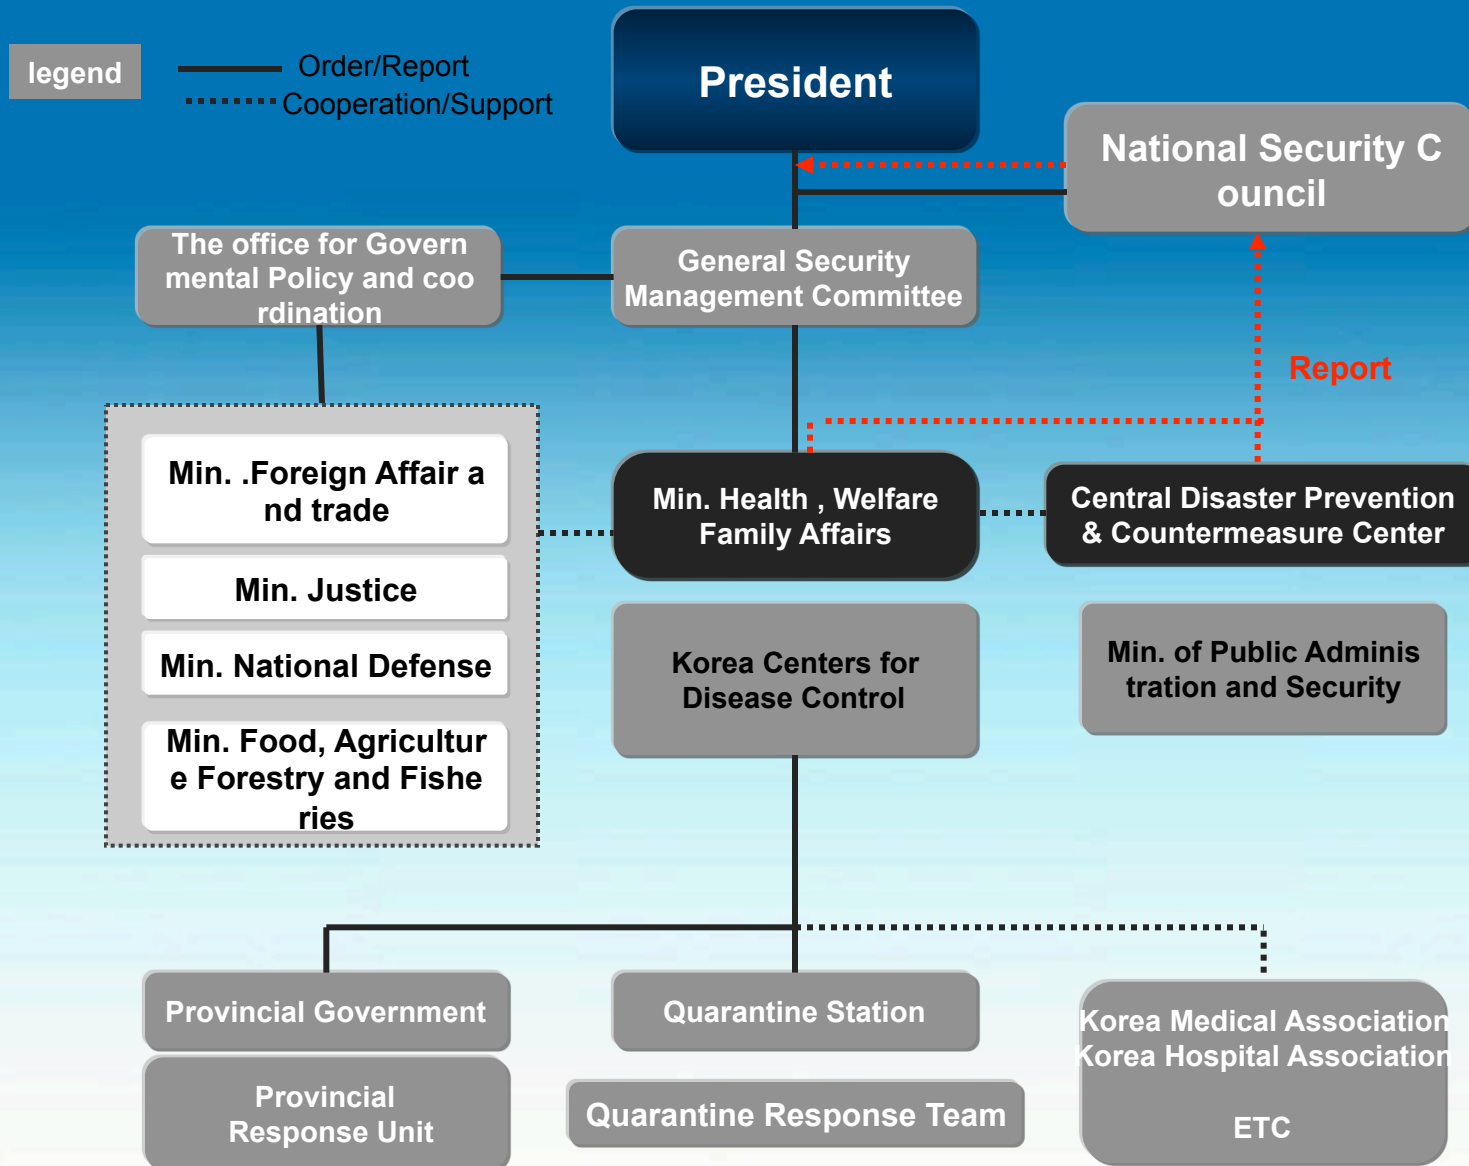 legend
Order/Report
Cooperation/Support
President
National Security C
ouncil
The office for Govern
mental Policy and coo
rdination
General Security
Management Committee
Report
Min. .Foreign Affair a
nd trade
Min. Justice
Min. National Defense
Min. Food, Agricultur
e Forestry and Fishe
ries
Min. Health , Welfare
Family Affairs
Central Disaster Prevention
& Countermeasure Center
Korea Centers for
Disease Control
Min. of Public Adminis
tration and Security
Provincial Government
Quarantine Station
Korea Medical Association
Korea Hospital Association
ETC
Provincial
Response Unit
Quarantine Response Team